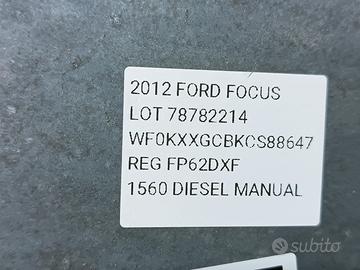 2012 FORD FOCUS
LOT 78782214
WF0KXXGCBKCS88647
REG FP62DXF
1560 DIESEL MANUAL
subito